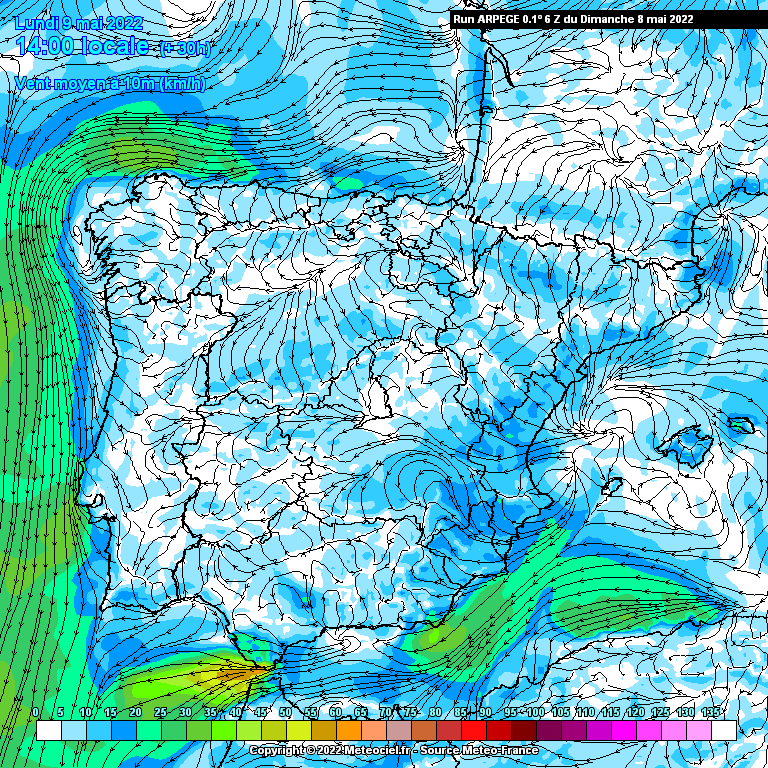 Lundi 9 mai 2022
14:00 locale (+ 30h)
Vent moyen à 10m (km/h)
Run ARPEGE 0.1° 6 Z du Dimanche 8 mai 2022
0 5 10 15 20 25 30 35 40 45 50 55 60 65 70 75 80 85 90 95 100 105 110 115 120 125 130 135
Copyright © 2022 Meteociel.fr - Source Meteo-France